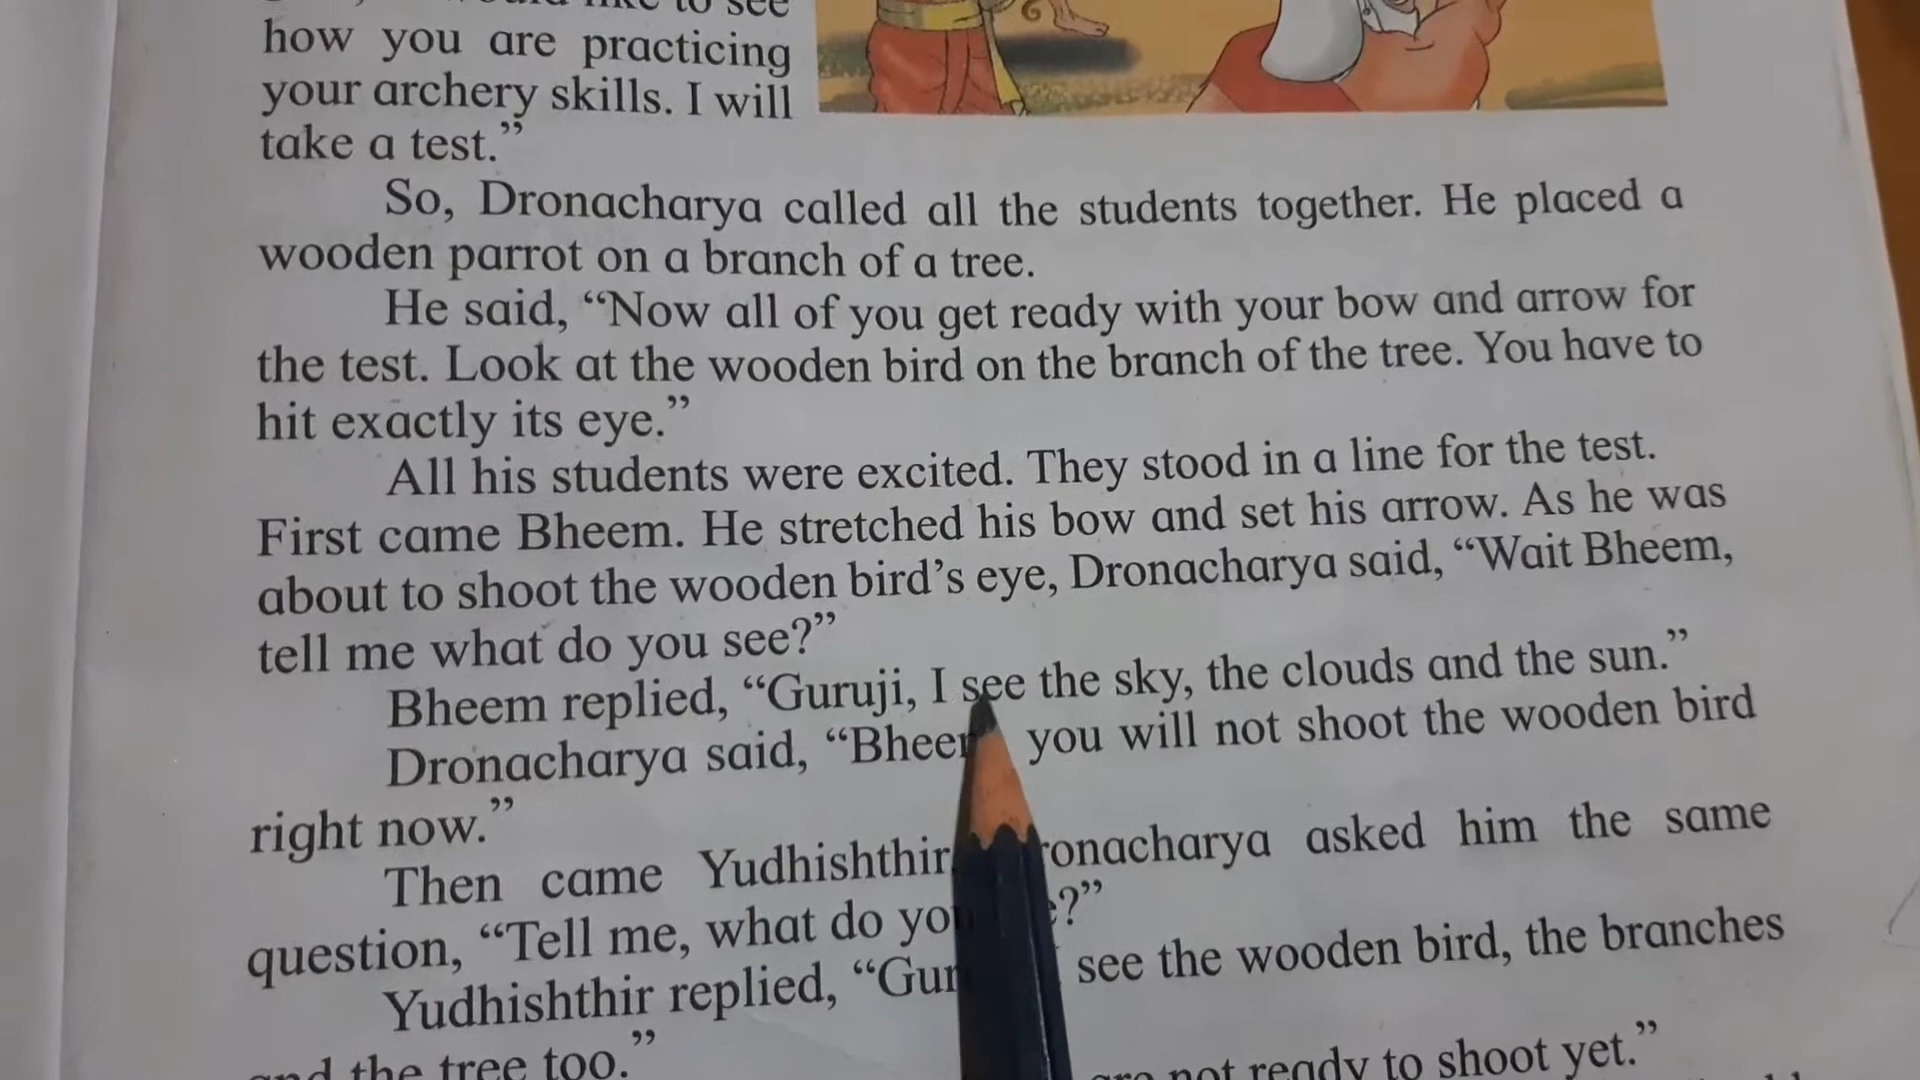 to see
how you are practicing
your archery skills. I will
take a test.”
So, Dronacharya called all the students together. He placed a
wooden parrot on a branch of a tree.
He said, “Now all of you get ready with your bow and arrow for
the test. Look at the wooden bird on the branch of the tree. You have to
hit exactly its eye.”
All his students were excited. They stood in a line for the test.
First came Bheem. He stretched his bow and set his arrow. As he was
about to shoot the wooden bird’s eye, Dronacharya said, “Wait Bheem,
tell me what do you see?”
Bheem replied, “Guruji, I see the sky, the clouds and the sun.”
Dronacharya said, “Bheem you will not shoot the wooden bird
right now.”
Then came Yudhishthir. asked him the same
question, “Tell me, what do
Yudhishthir replied, see the wooden bird, the branches
and the tree too.” are not ready to shoot yet.”